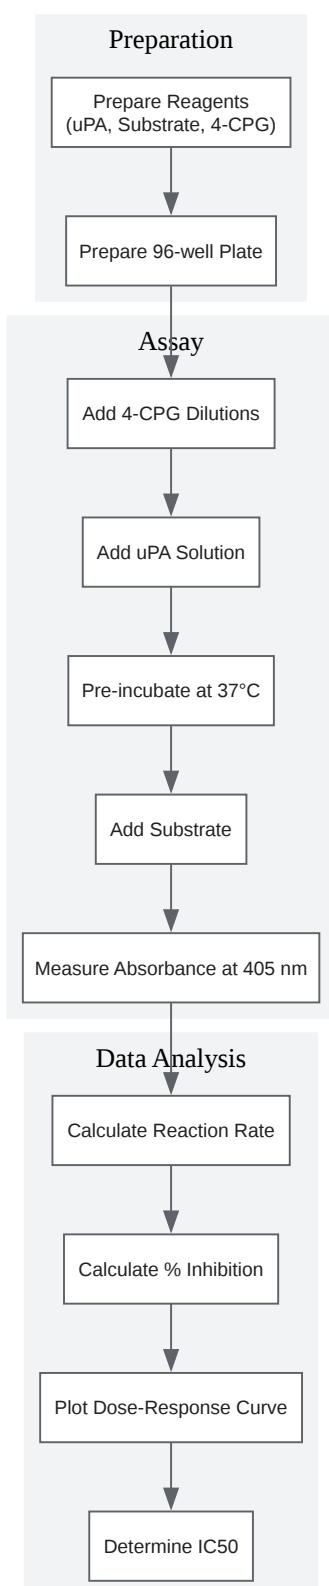 Preparation
Prepare Reagents
(uPA, Substrate, 4-CPG)
Prepare 96-well Plate
Assay
Add 4-CPG Dilutions
Add uPA Solution
Pre-incubate at 37°C
Add Substrate
Measure Absorbance at 405 nm
Data Analysis
Calculate Reaction Rate
Calculate % Inhibition
Plot Dose-Response Curve
Determine IC50